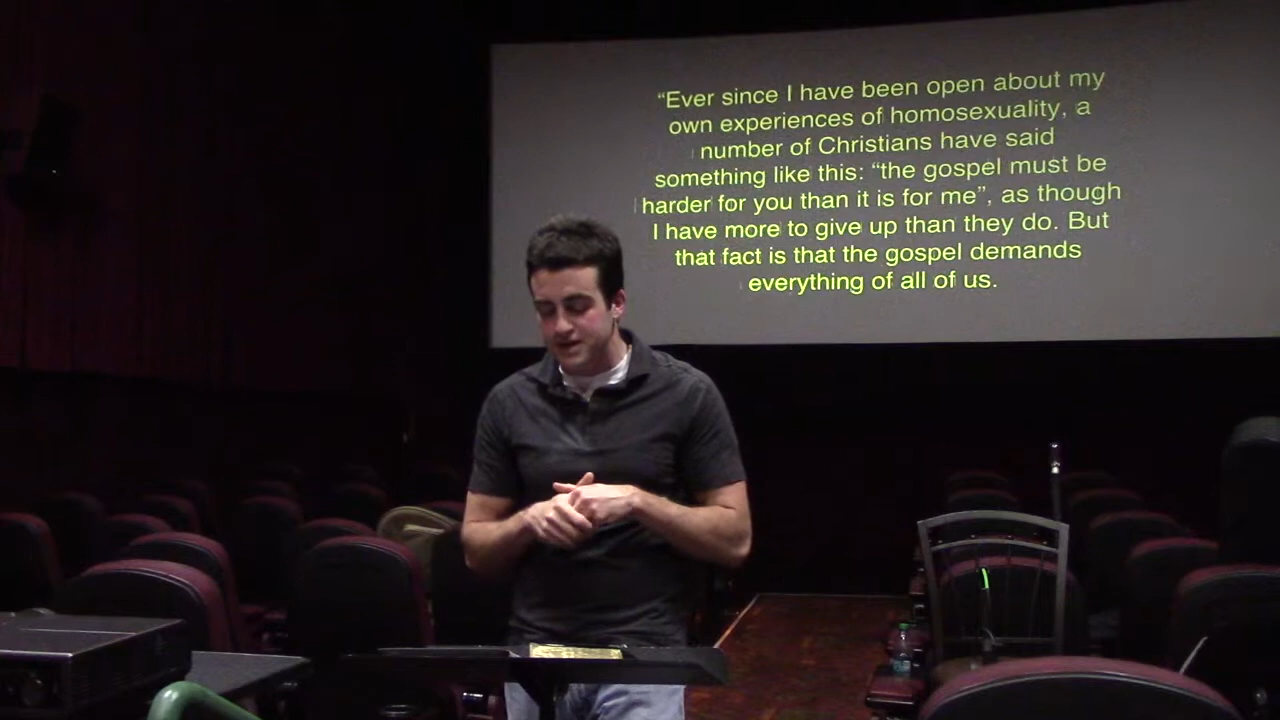 “Ever since I have been open about my
own experiences of homosexuality, a
number of Christians have said
something like this: “the gospel must be
harder for you than it is for me”, as though
I have more to give up than they do. But
that fact is that the gospel demands
everything of all of us.